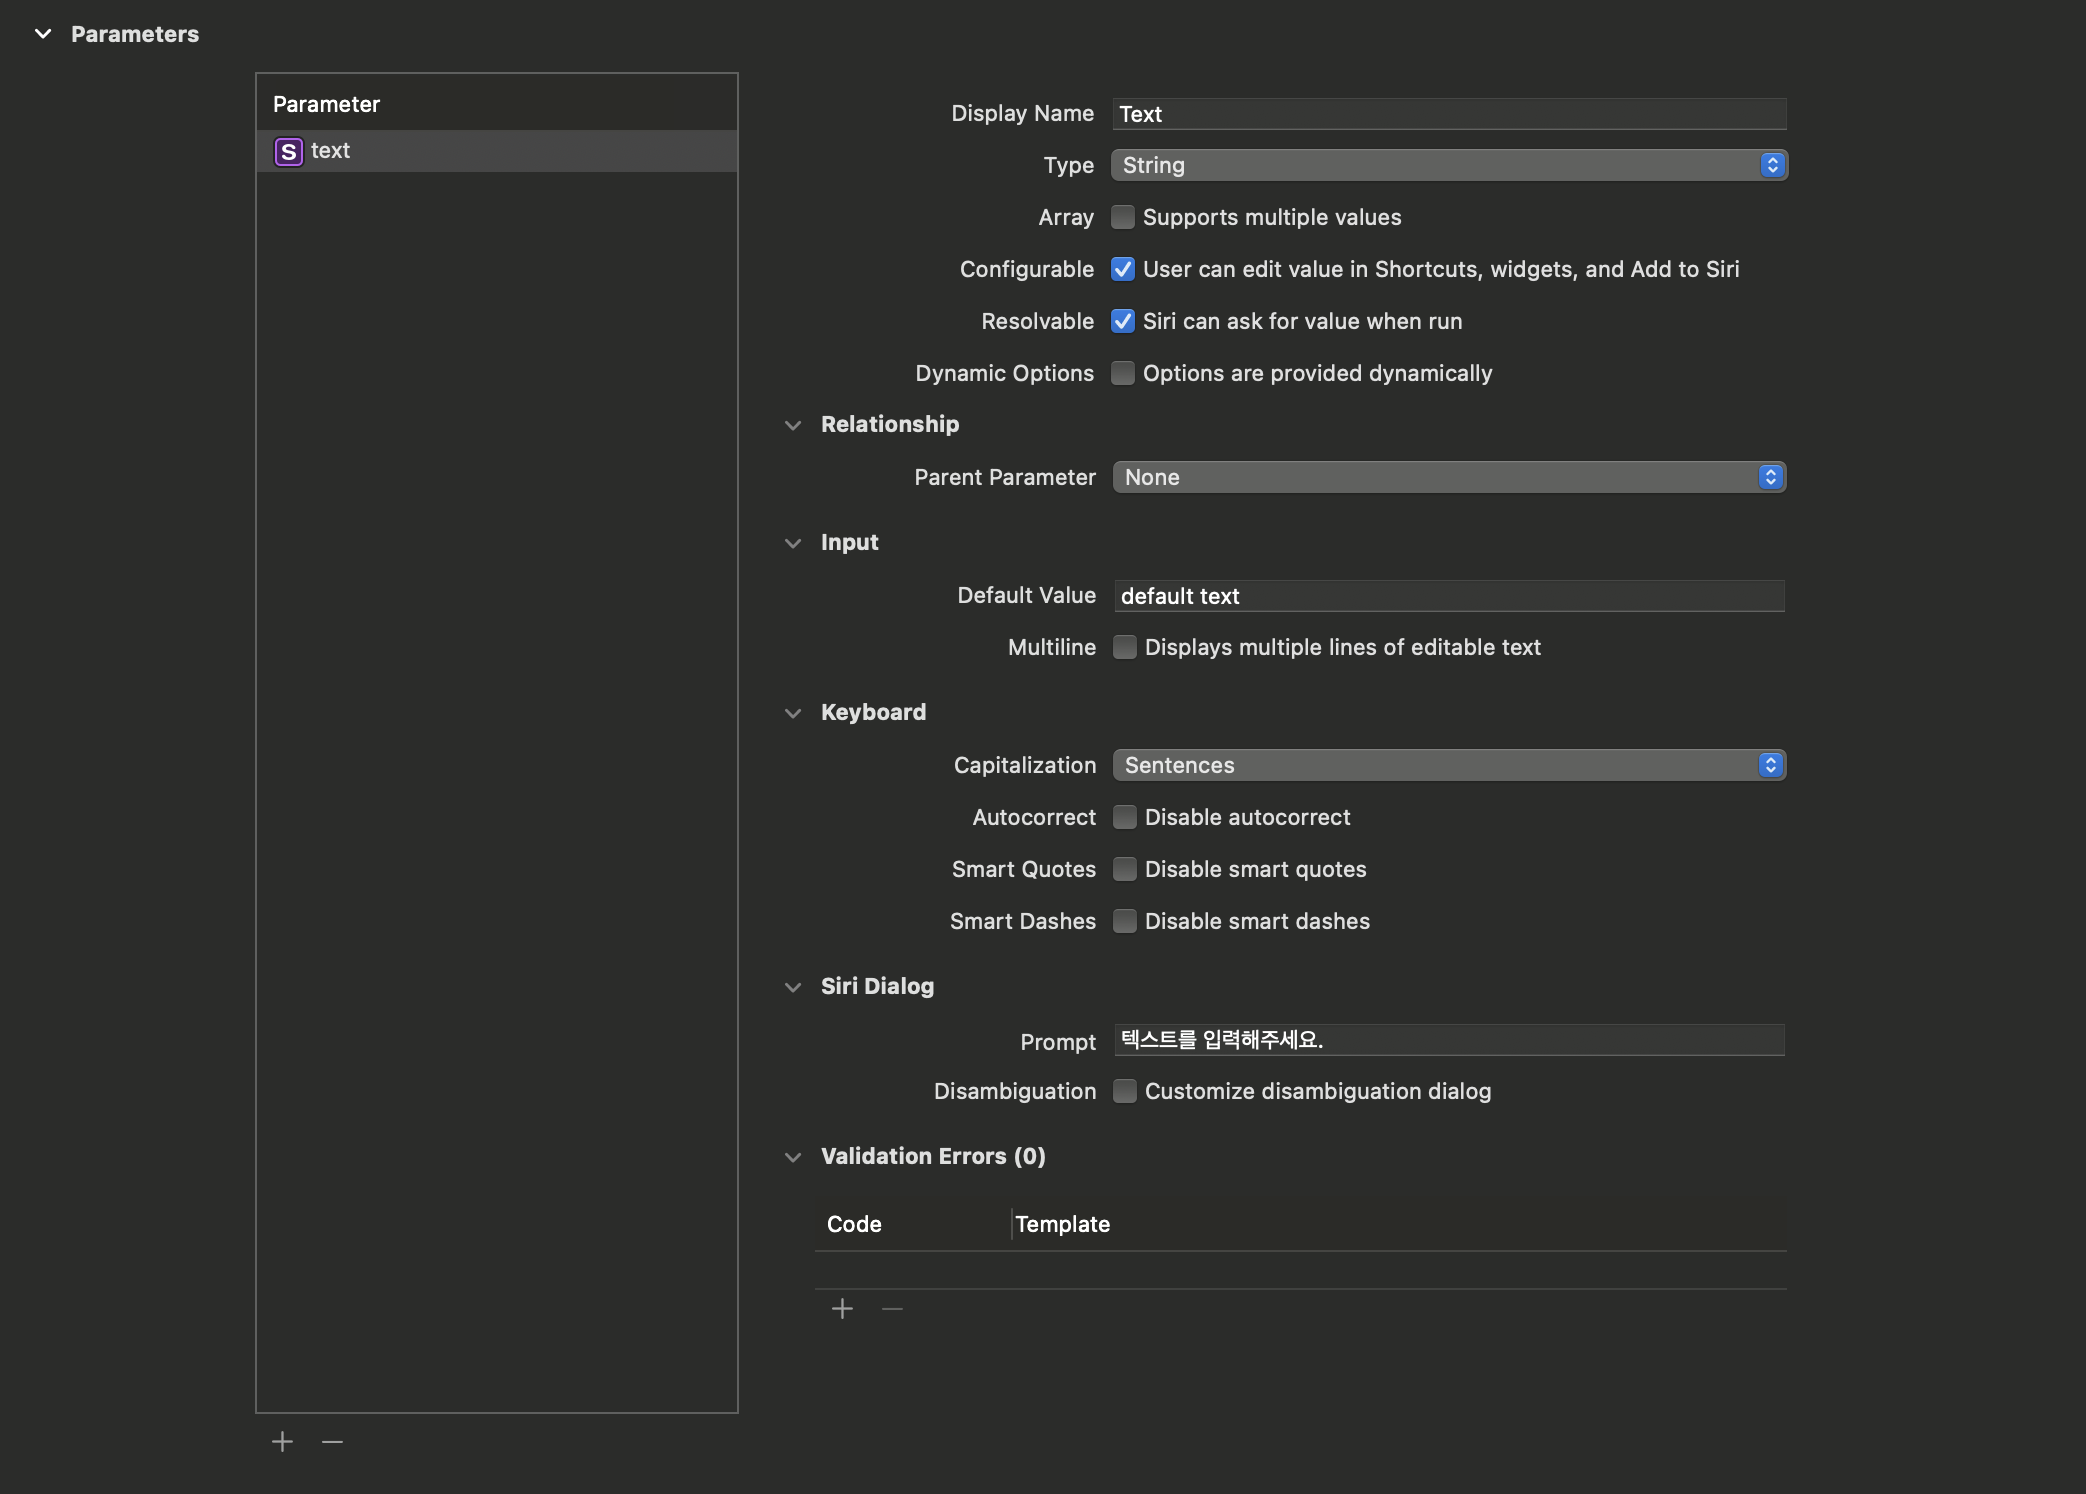 Parameters
Parameter
S text
Display Name Text
Type String
Array Supports multiple values
Configurable User can edit value in Shortcuts, widgets, and Add to Siri
Resolvable Siri can ask for value when run
Dynamic Options Options are provided dynamically
Relationship
Parent Parameter None
Input
Default Value default text
Multiline Displays multiple lines of editable text
Keyboard
Capitalization Sentences
Autocorrect Disable autocorrect
Smart Quotes Disable smart quotes
Smart Dashes Disable smart dashes
Siri Dialog
Prompt 텍스트를 입력해주세요.
Disambiguation Customize disambiguation dialog
Validation Errors (0)
Code Template